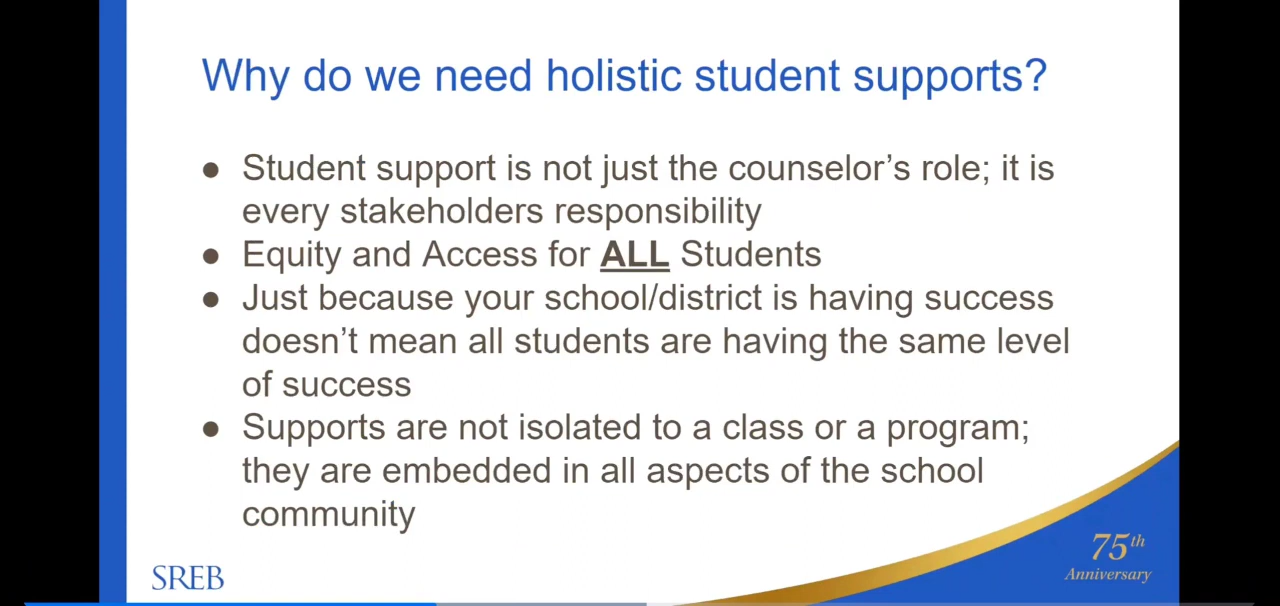 Why do we need holistic student supports?
● Student support is not just the counselor’s role; it is
every stakeholders responsibility
● Equity and Access for ALL Students
● Just because your school/district is having success
doesn’t mean all students are having the same level
of success
● Supports are not isolated to a class or a program;
they are embedded in all aspects of the school
community
SREB
75th
Anniversary